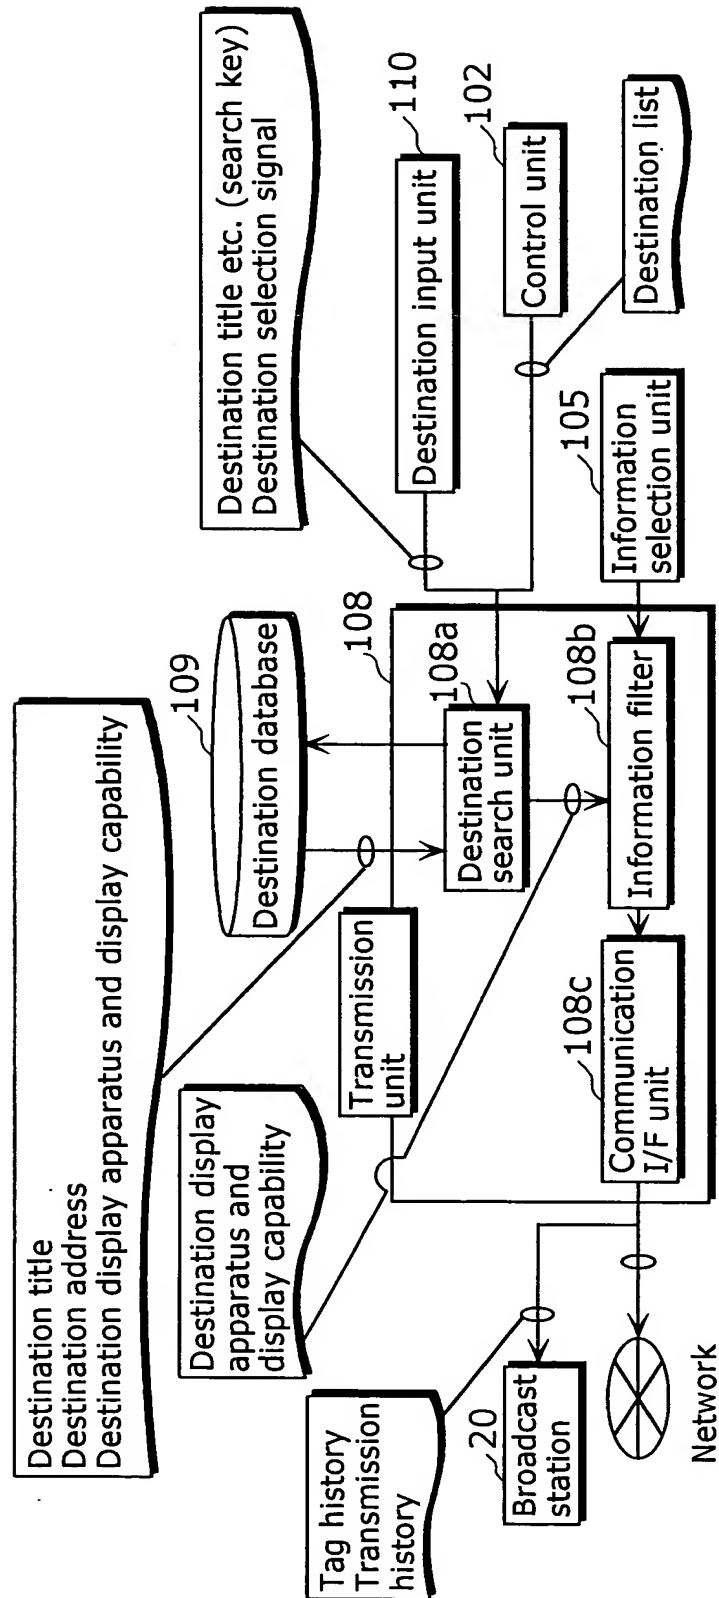 Destination title
Destination address
Destination display apparatus and display capability
Destination title etc. (search key)
Destination selection signal
109
Destination database
Destination display
apparatus and
display capability
Transmission
unit
108
108a
Destination
search unit
110
Destination input unit
102
Control unit
Destination list
Tag history
Transmission
history
20
Broadcast
station
108c
Communication
I/F unit
108b
Information filter
105
Information
selection unit
Network